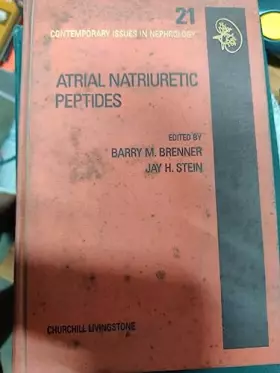 21
CONTEMPORARY ISSUES IN NEPHROLOGY
ATRIAL NATRIURETIC
PEPTIDES
EDITED BY
BARRY M. BRENNER
JAY H. STEIN
CHURCHILL LIVINGSTONE